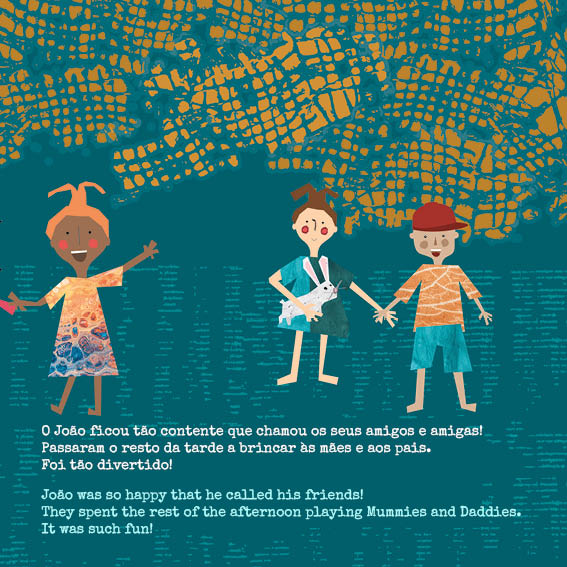 O João ficou tão contente que chamou os seus amigos e amigas!
Passaram o resto da tarde a brincar às mães e aos pais.
Foi tão divertido!
João was so happy that he called his friends!
They spent the rest of the afternoon playing Mummies and Daddies.
It was such fun!